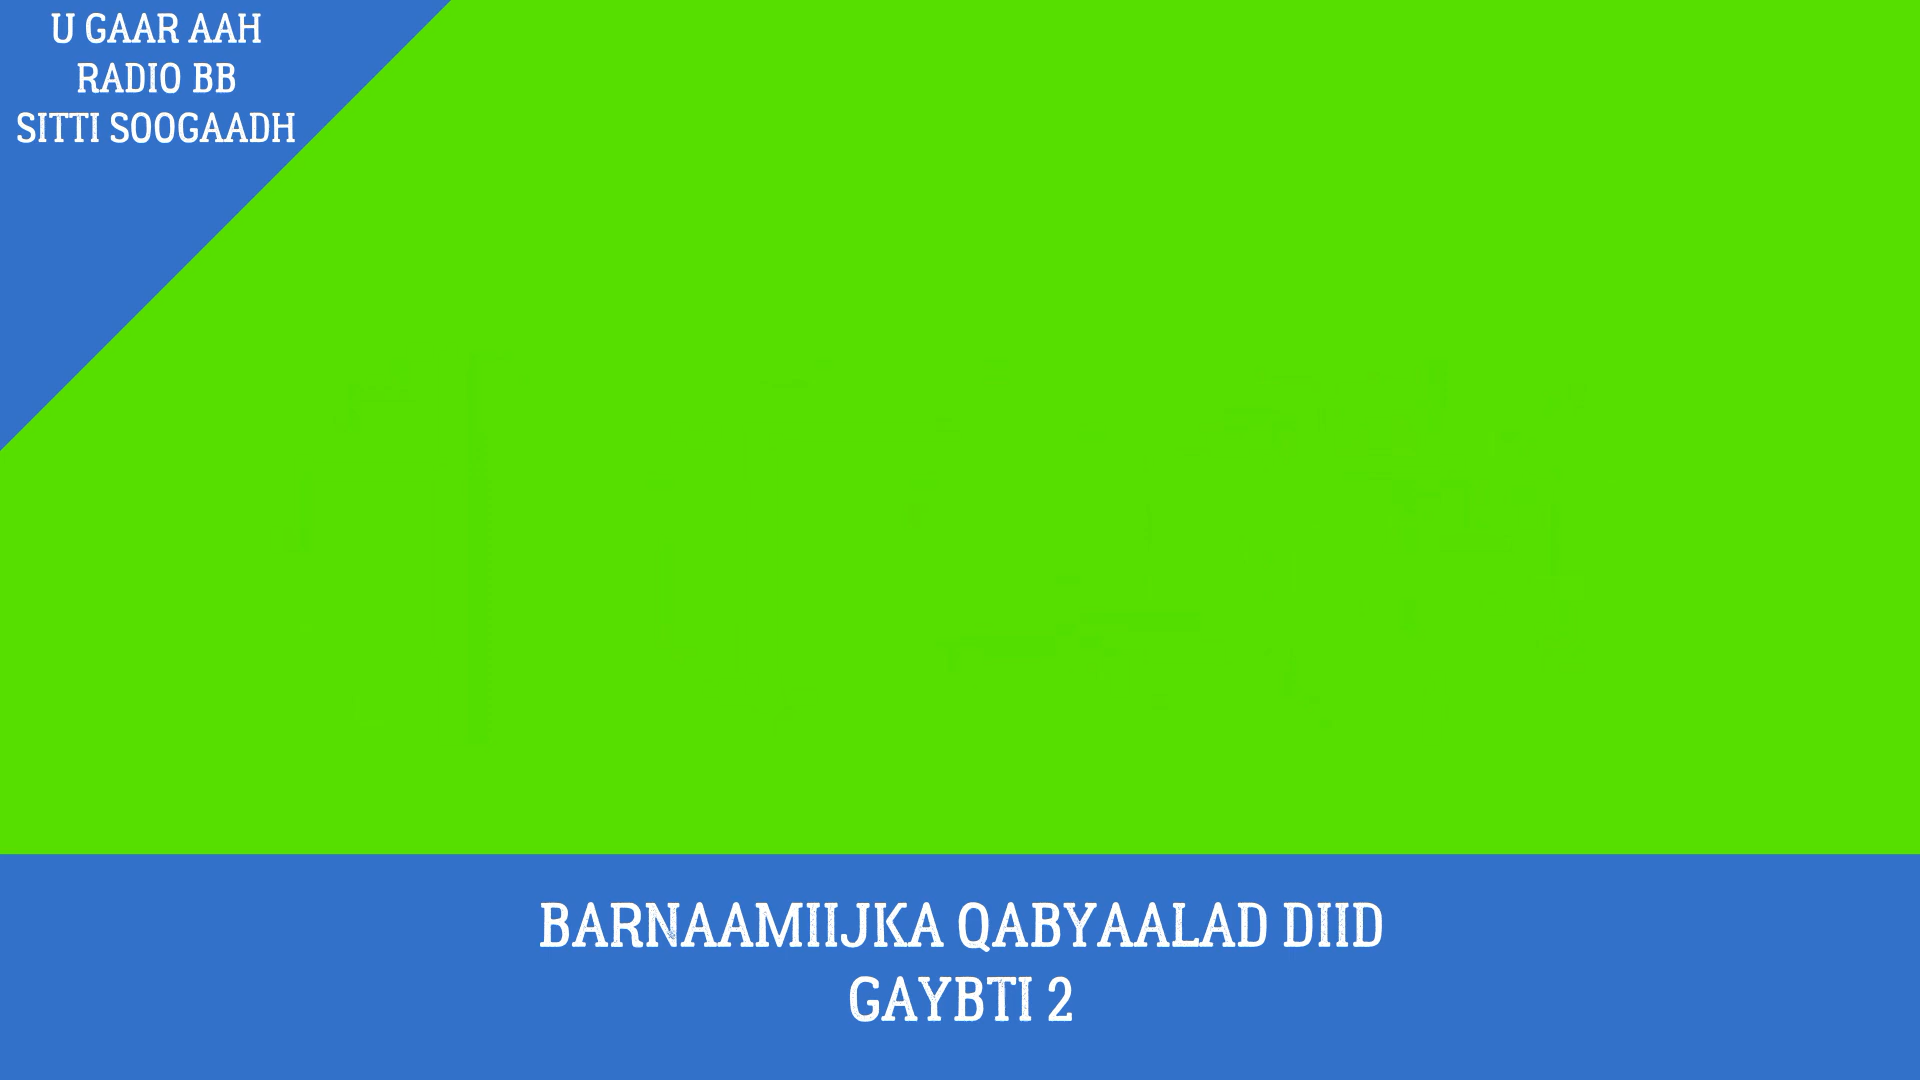 U GAAR AAH
RADIO BB
SITTI SOOGAADH
BARNAAMIIJKA QABYAALAD DIID
GAYBTI 2